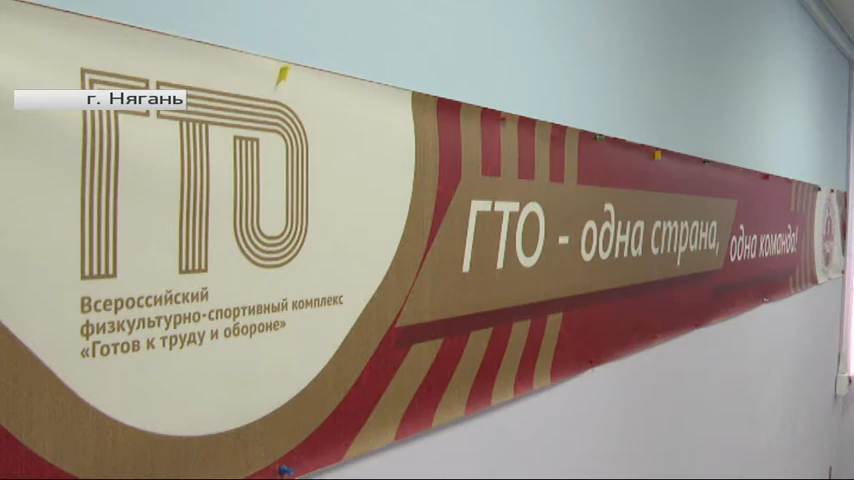 г. Нягань
ГТО
Всероссийский
физкультурно-спортивный комплекс
«Готов к труду и обороне»
ГТО - одна страна,
одна команда!